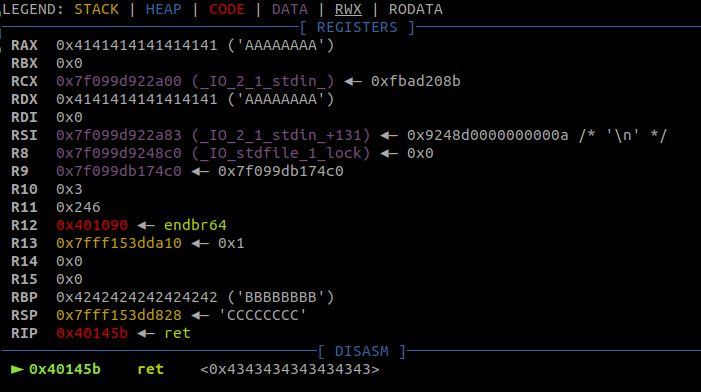 LEGEND: STACK | HEAP | CODE | DATA | RWX | RODATA
[ REGISTERS ]
RAX 0x4141414141414141 ('AAAAAAAA')
RBX 0x0
RCX 0x7f099d922a00 (_IO_2_1_stdin_) ◂— 0xfbad208b
RDX 0x4141414141414141 ('AAAAAAAA')
RDI 0x0
RSI 0x7f099d922a83 (_IO_2_1_stdin_+131) ◂— 0x9248d0000000000a /* '\n' */
R8 0x7f099d9248c0 (_IO_stdfile_1_lock) ◂— 0x0
R9 0x7f099db174c0 ◂— 0x7f099db174c0
R10 0x3
R11 0x246
R12 0x401090 ◂— endbr64
R13 0x7fff153dda10 ◂— 0x1
R14 0x0
R15 0x0
RBP 0x4242424242424242 ('BBBBBBBB')
RSP 0x7fff153dd828 ◂— 'CCCCCCCC'
RIP 0x40145b ◂— ret
[ DISASM ]
► 0x40145b ret <0x4343434343434343>